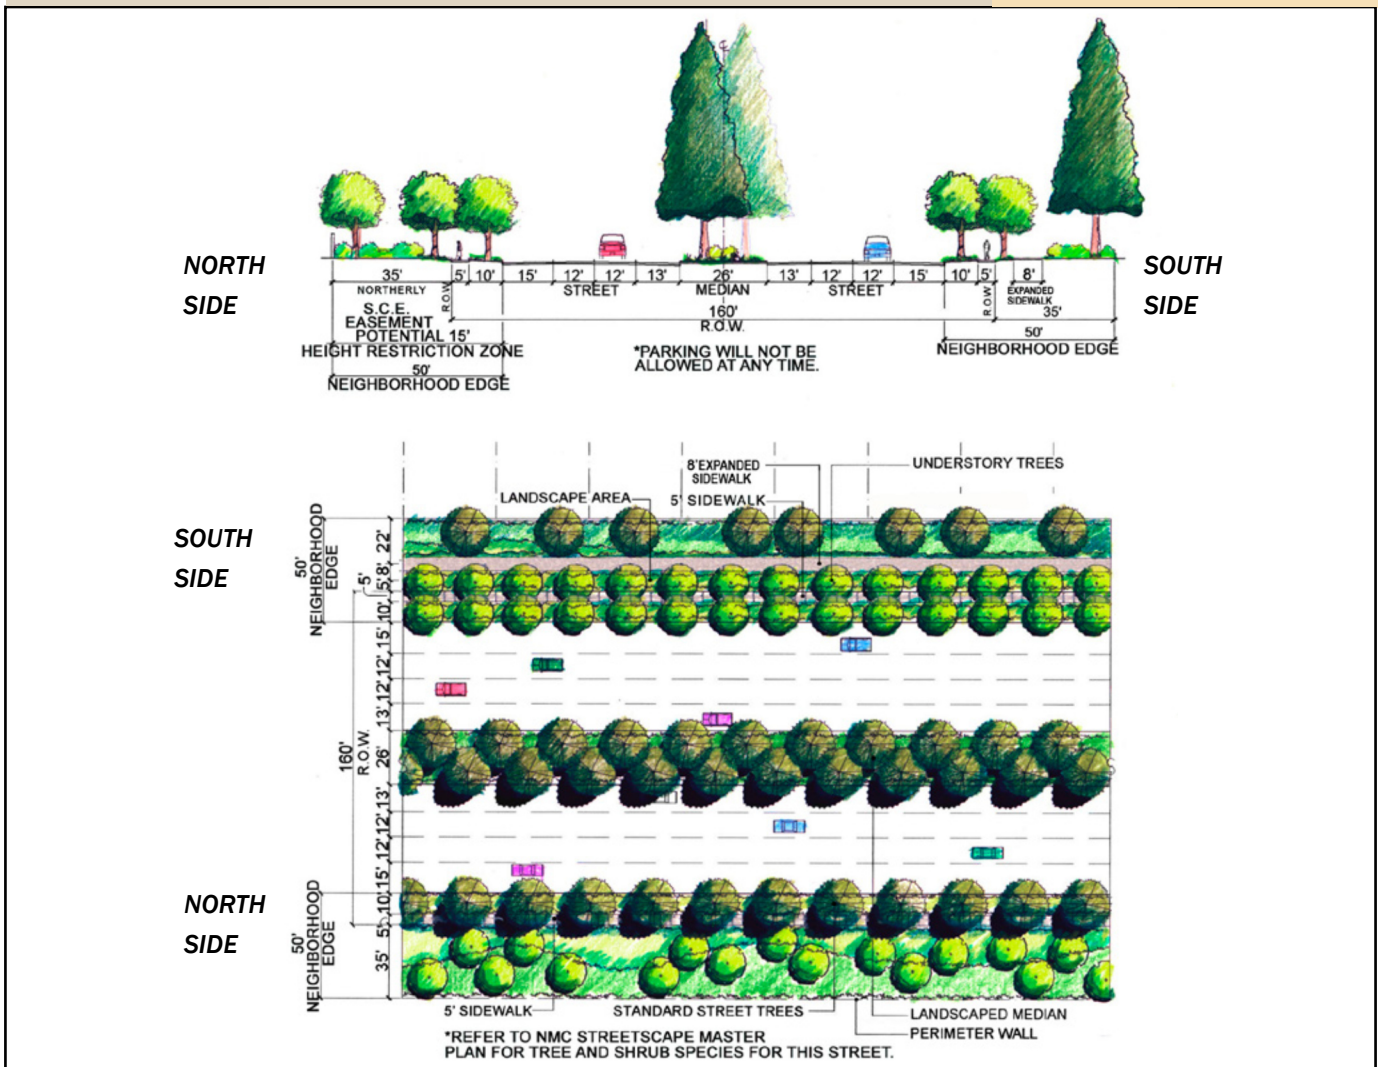 NORTH
SIDE
SOUTH
SIDE
35'
5'
10'
15'
12'
12'
13'
26'
13'
12'
12'
15'
10'
5'
8'
NORTHERLY
R.O.W.
STREET
MEDIAN
STREET
R.O.W.
EXPANDED
SIDEWALK
35'
S.C.E.
EASEMENT
POTENTIAL 15'
HEIGHT RESTRICTION ZONE
50'
NEIGHBORHOOD EDGE
160'
R.O.W.
*PARKING WILL NOT BE
ALLOWED AT ANY TIME.
50'
NEIGHBORHOOD EDGE
8'EXPANDED
SIDEWALK
UNDERSTORY TREES
LANDSCAPE AREA
5' SIDEWALK
SOUTH
SIDE
50'
NEIGHBORHOOD
EDGE
22'
8'
5'
5'
10'
15'
12'
12'
13'
160'
R.O.W.
26'
13'
12'
12'
15'
10'
5'
35'
NORTH
SIDE
50'
NEIGHBORHOOD
EDGE
5' SIDEWALK
STANDARD STREET TREES
LANDSCAPED MEDIAN
PERIMETER WALL
*REFER TO NMC STREETSCAPE MASTER
PLAN FOR TREE AND SHRUB SPECIES FOR THIS STREET.